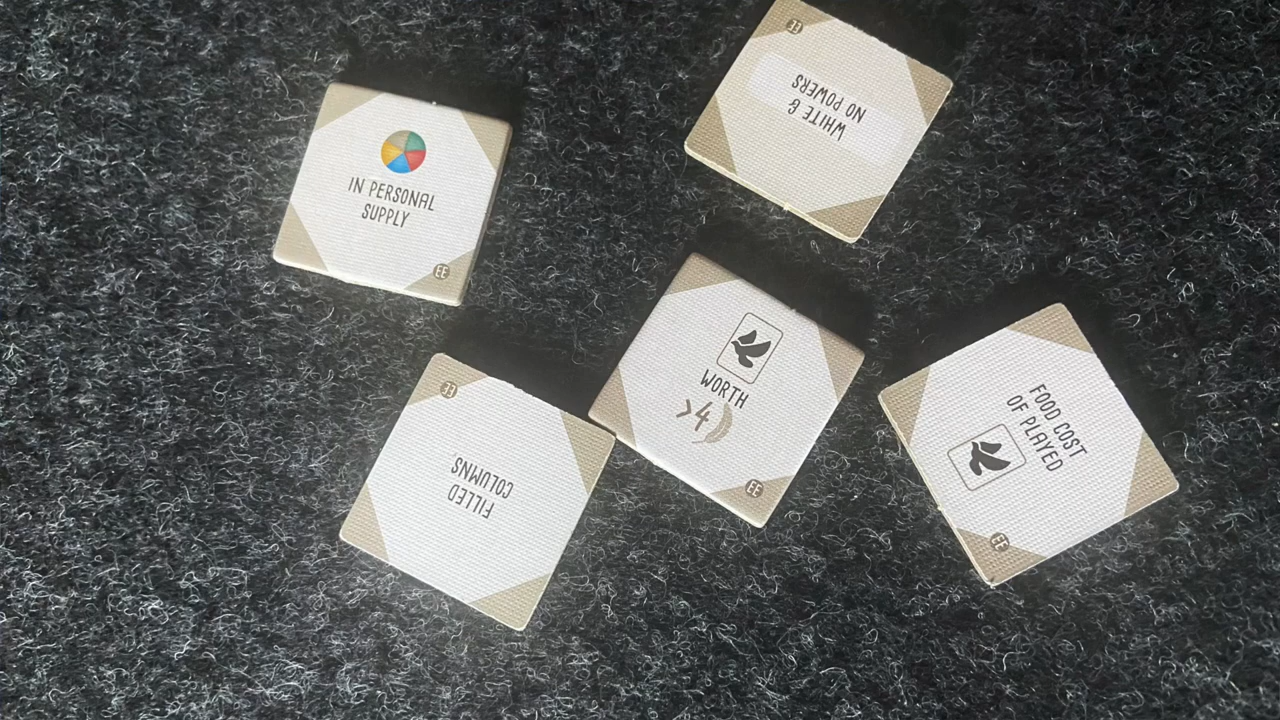 IN PERSONAL
SUPPLY
EE
WHITE &
NO POWERS
EE
WORTH
>4
EE
FILLED
COLUMNS
EE
FOOD COST
OF PLAYED
EE